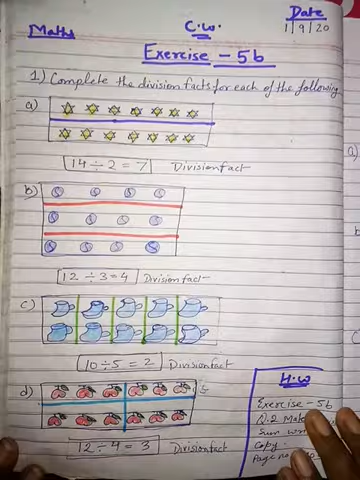 Maths
C.W.
Date
1/9/20
Exercise - 5b
1) Complete the division facts for each of the following
a)
14 ÷ 2 = 7 Division fact
b)
12 ÷ 3 = 4 Division fact
c)
10 ÷ 5 = 2 Division fact
d)
12 ÷ 4 = 3 Division fact
H.W
Exercise - 5b
Q.2
Copy.
Page no